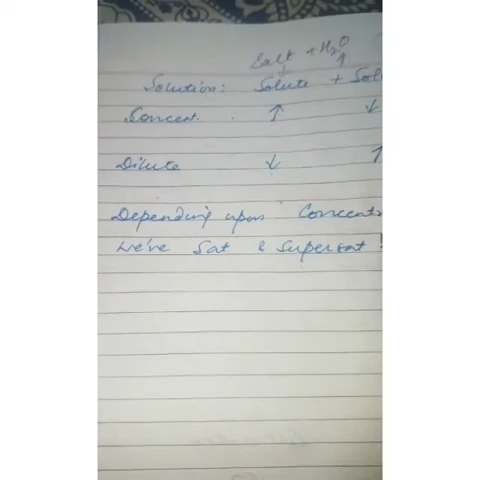 Salt + H2O
↓ ↑
Solution: Solute + Sol
Concent. ↑ ↓
Dilute ↓ ↑
Depending upon Concent
we've Sat & Supersat